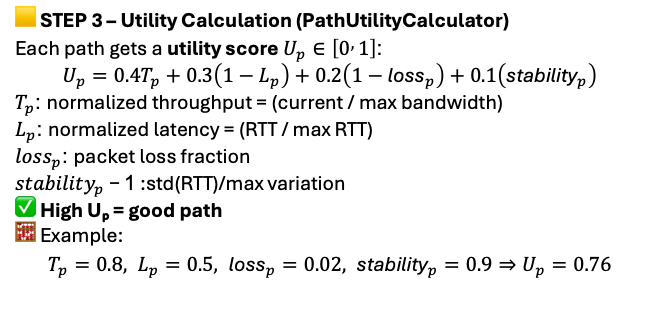 🟨 STEP 3 – Utility Calculation (PathUtilityCalculator)
Each path gets a utility score Uₚ ∈ [0, 1]:
Uₚ = 0.4Tₚ + 0.3(1 − Lₚ) + 0.2(1 − lossₚ) + 0.1(stabilityₚ)
Tₚ: normalized throughput = (current / max bandwidth)
Lₚ: normalized latency = (RTT / max RTT)
lossₚ: packet loss fraction
stabilityₚ − 1 :std(RTT)/max variation
✅ High Uₚ = good path
🧮 Example:
Tₚ = 0.8, Lₚ = 0.5, lossₚ = 0.02, stabilityₚ = 0.9 ⇒ Uₚ = 0.76